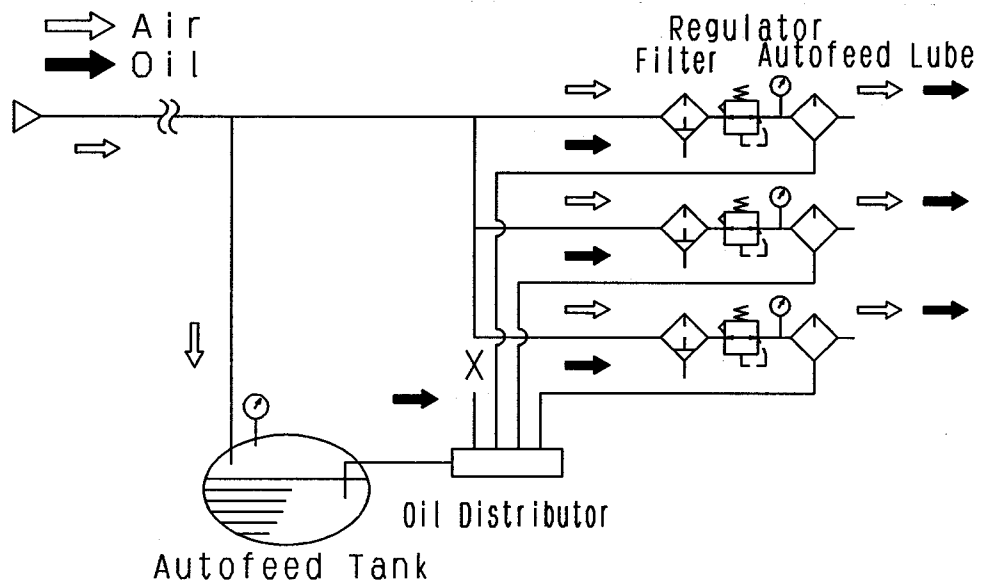 Air
Oil
Regulator
Filter
Autofeed Lube
X
Oil Distributor
Autofeed Tank